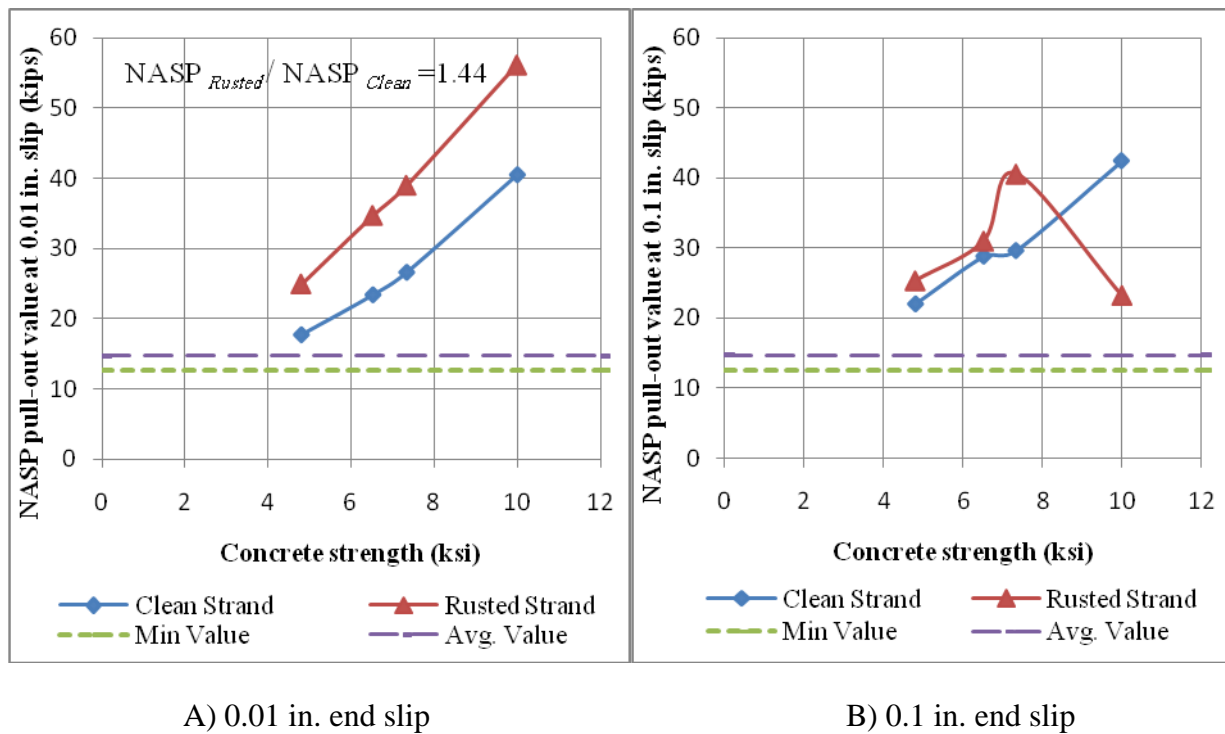 NASP pull-out value at 0.01 in. slip (kips)
60
50
40
30
20
10
0
NASP Rusted / NASP Clean =1.44
0 2 4 6 8 10 12
Concrete strength (ksi)
Clean Strand Rusted Strand
Min Value Avg. Value
A) 0.01 in. end slip
NASP pull-out value at 0.1 in. slip (kips)
60
50
40
30
20
10
0
0 2 4 6 8 10 12
Concrete strength (ksi)
Clean Strand Rusted Strand
Min Value Avg. Value
B) 0.1 in. end slip